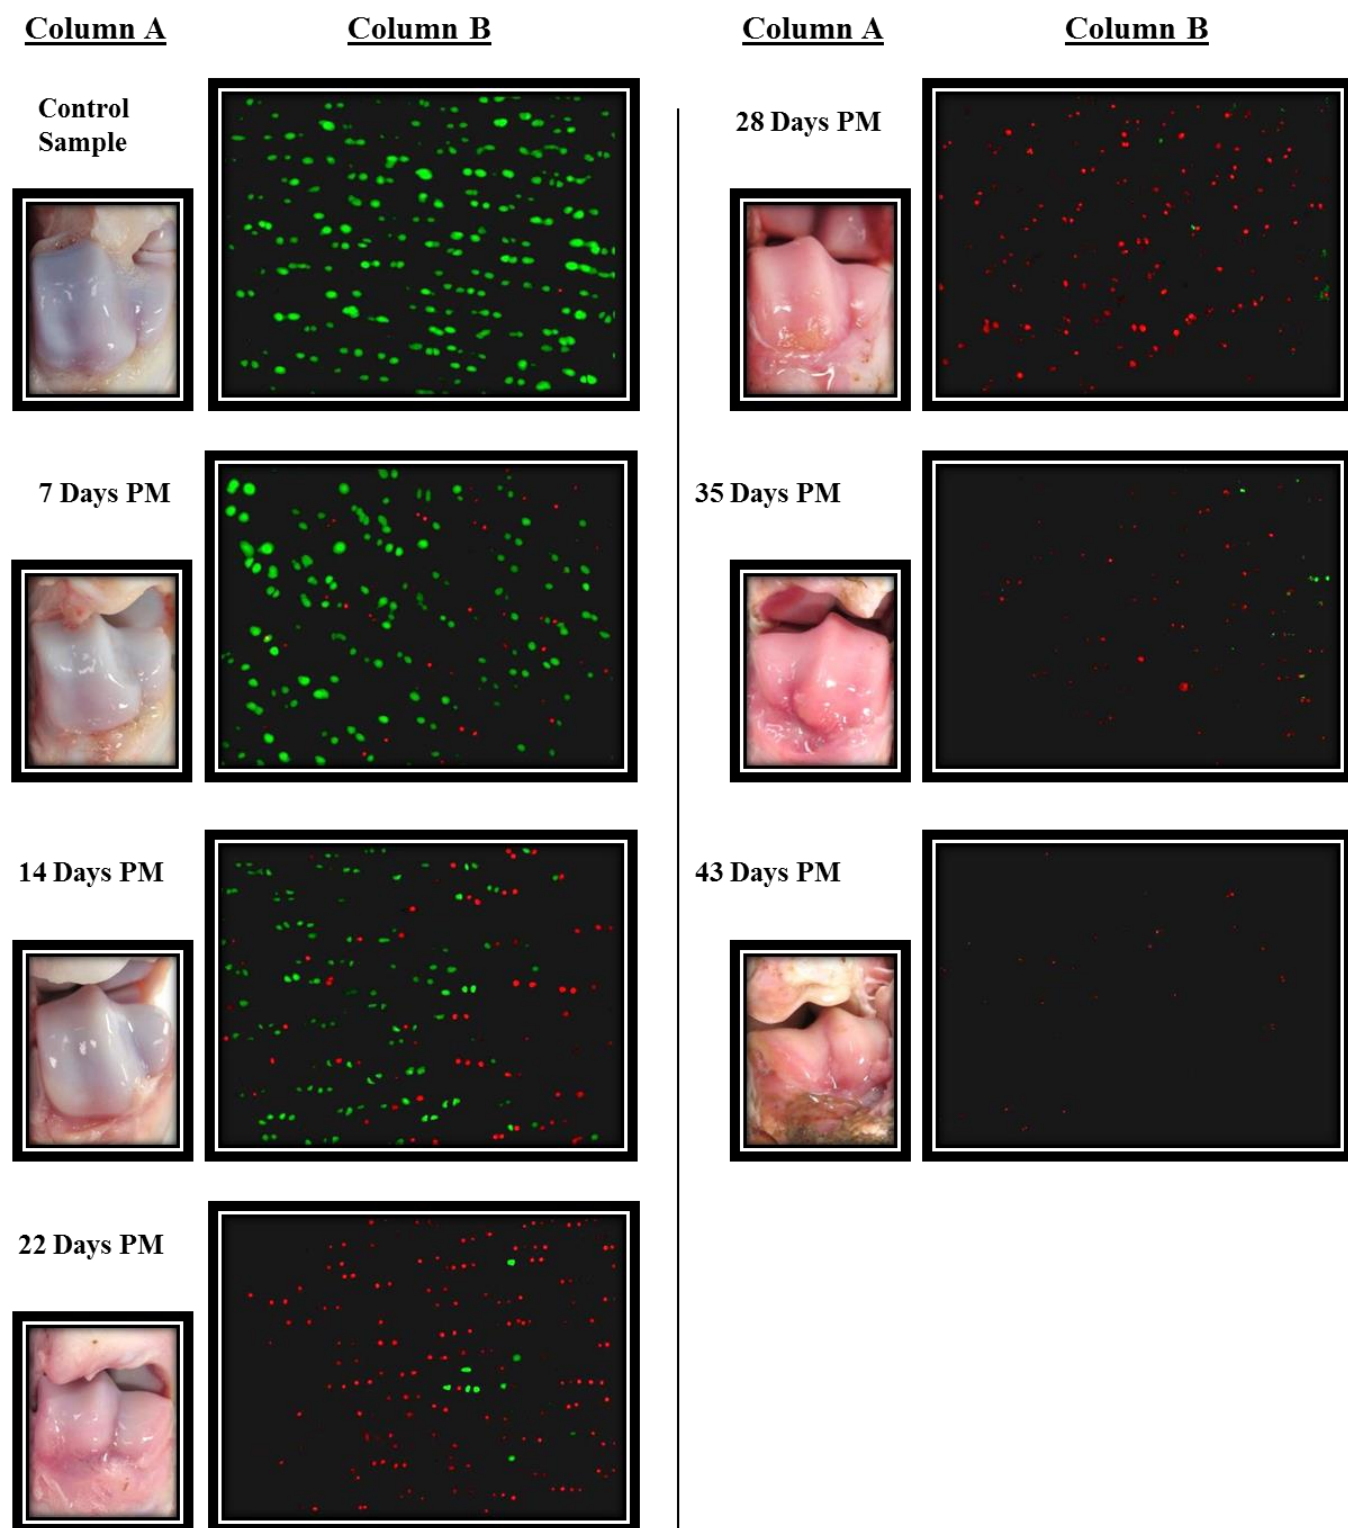 Column A
Column B
Control
Sample
7 Days PM
14 Days PM
22 Days PM
Column A
Column B
28 Days PM
35 Days PM
43 Days PM